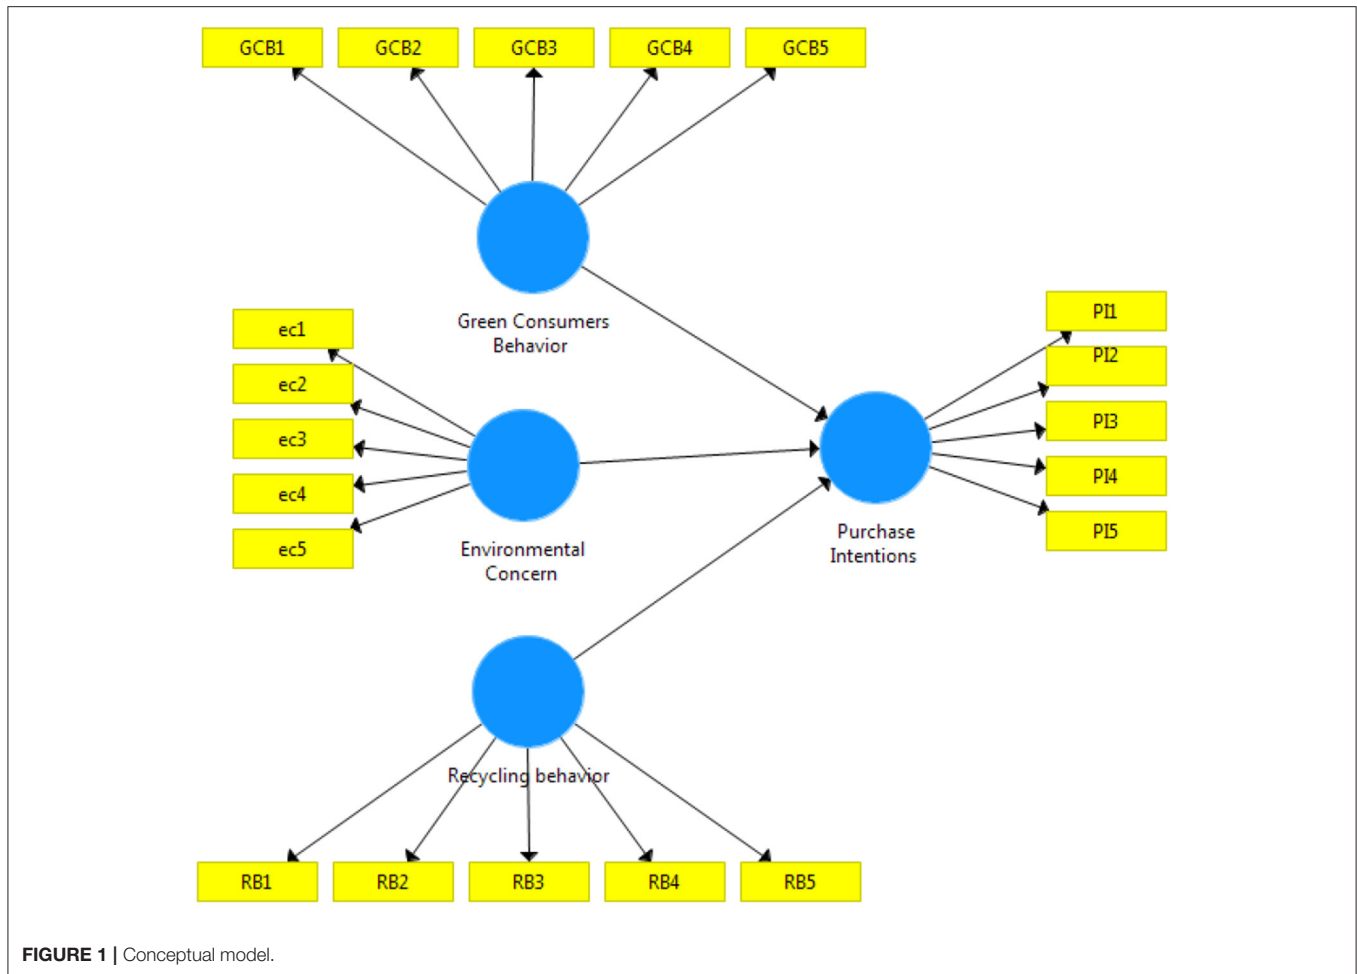 GCB1 GCB2 GCB3 GCB4 GCB5
Green Consumers
Behavior
ec1
ec2
ec3
ec4
ec5
Environmental
Concern
PI1
PI2
PI3
PI4
PI5
Purchase
Intentions
Recycling behavior
RB1 RB2 RB3 RB4 RB5
FIGURE 1 | Conceptual model.